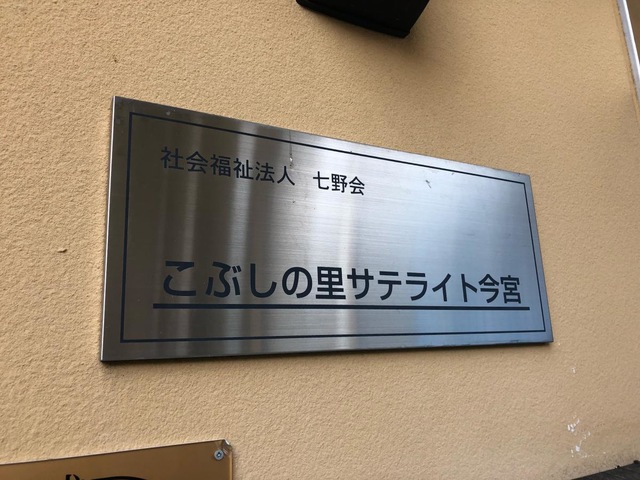 社会福祉法人 七野会
こぶしの里サテライト今宮